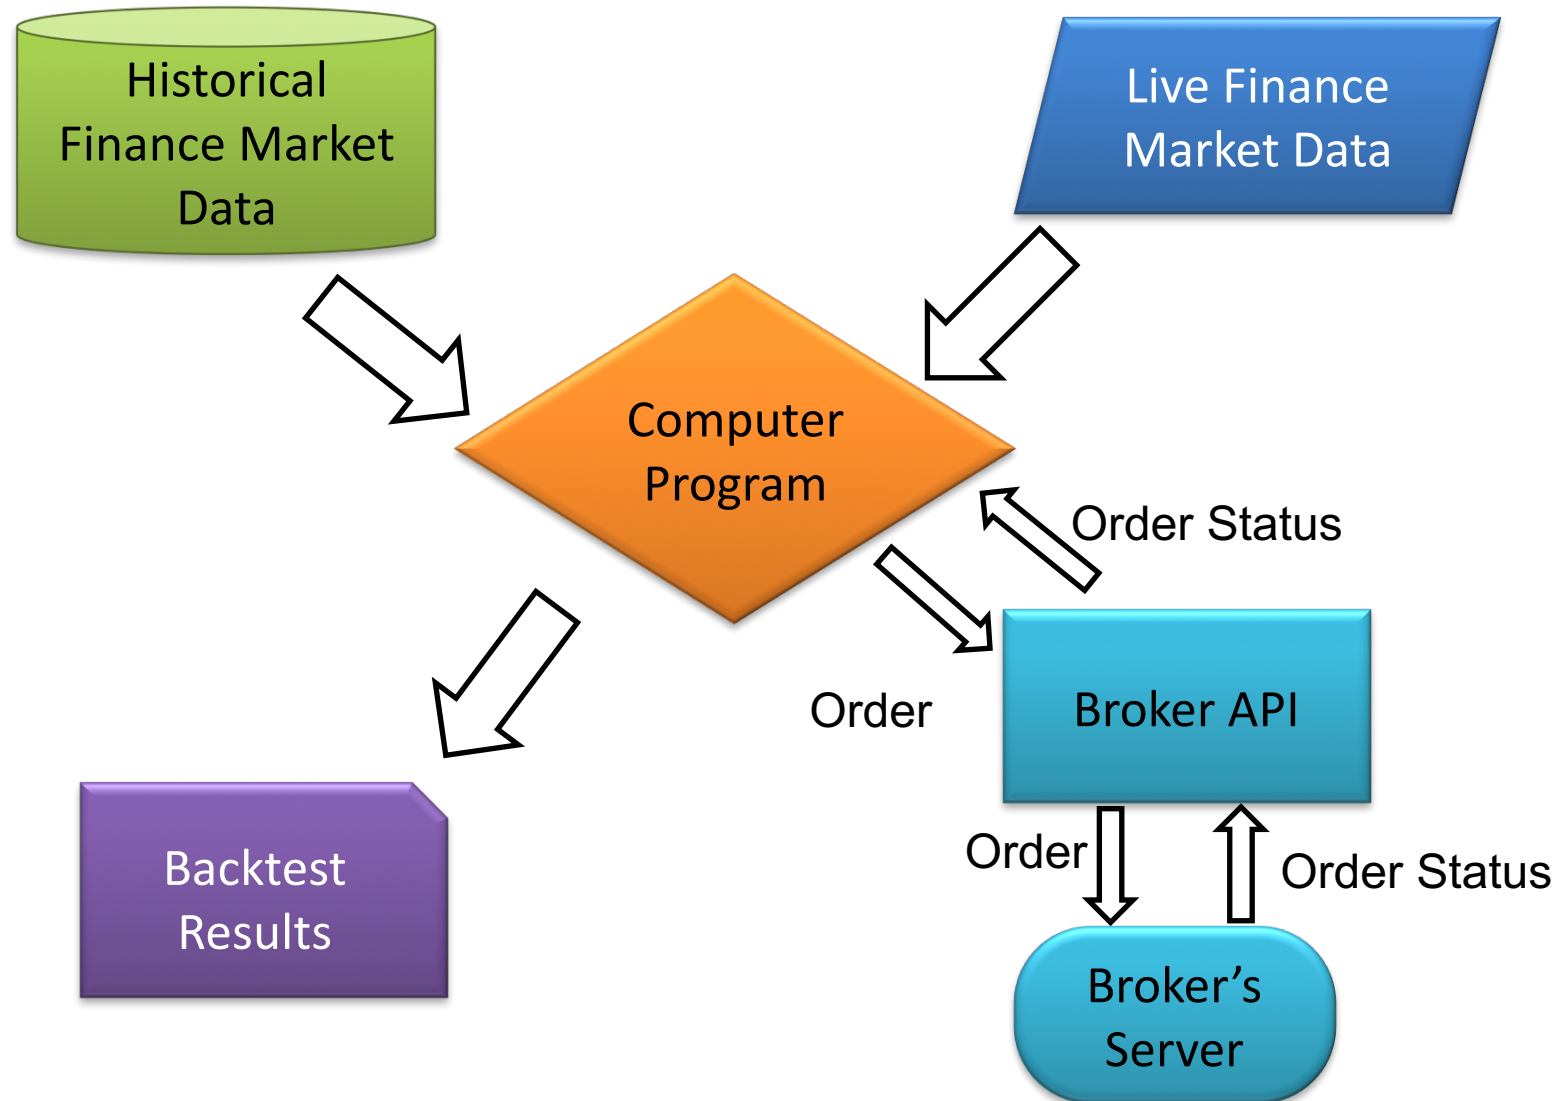 Historical
Finance Market
Data
Live Finance
Market Data
Computer
Program
Order Status
Order
Broker API
Order
Order Status
Backtest
Results
Broker’s
Server